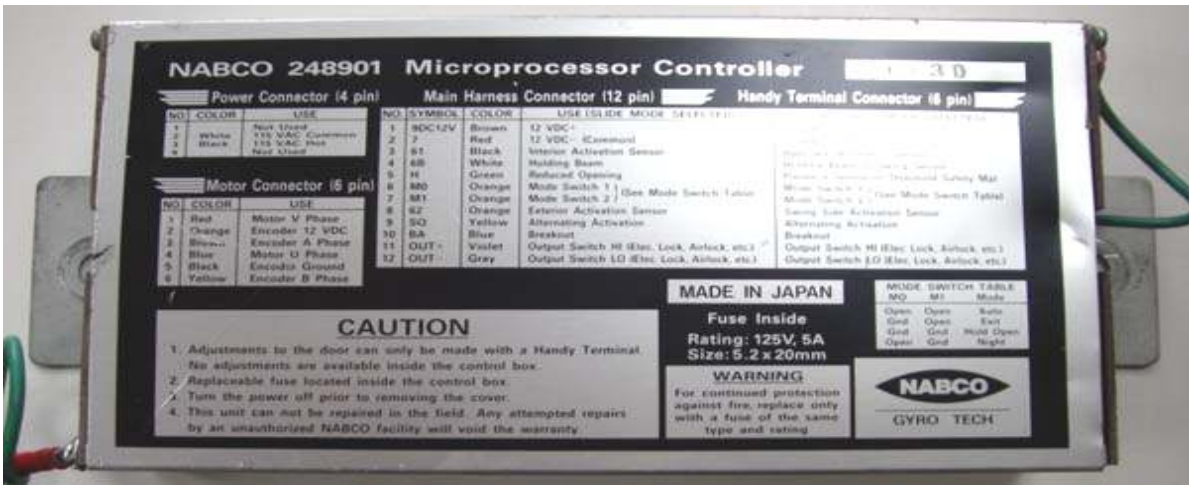 NABCO 248901 Microprocessor Controller 30
Power Connector (4 pin) Main Harness Connector (12 pin) Handy Terminal Connector (6 pin)
NO COLOR USE
1 Not Used
2 White 115 VAC Common
3 Black 115 VAC Hot
4 Not Used
Motor Connector (6 pin)
NO COLOR USE
1 Red Motor V Phase
2 Orange Encoder 12 VDC
3 Brown Encoder A Phase
4 Blue Motor U Phase
5 Black Encoder Ground
6 Yellow Encoder B Phase
NO. SYMBOL COLOR USE (SLIDE MODE SELECTED)
1 9DC12V Brown 12 VDC+
2 7 Red 12 VDC- (Common)
3 61 Black Interior Activation Sensor
4 6B White Holding Beam
5 H Green Reduced Opening Safety Mat
6 M0 Orange Mode Switch 1 (See Mode Switch Table) Mode Switch (See Mode Switch Table)
7 M1 Orange Mode Switch 2 Mode Switch
8 62 Orange Exterior Activation Sensor Swing Side Activation Sensor
9 SQ Yellow Alternating Activation Alternating Activation
10 BA Blue Breakout Breakout
11 OUT+ Violet Output Switch HI (Elec. Lock, Airlock, etc.) Output Switch HI (Elec. Lock, Airlock, etc.)
12 OUT- Gray Output Switch LO (Elec. Lock, Airlock, etc.) Output Switch LO (Elec. Lock, Airlock, etc.)
CAUTION
1. Adjustments to the door can only be made with a Handy Terminal.
No adjustments are available inside the control box.
2. Replaceable fuse located inside the control box.
3. Turn the power off prior to removing the cover.
4. This unit can not be repaired in the field. Any attempted repairs
by an unauthorized NABCO facility will void the warranty.
MADE IN JAPAN
Fuse Inside
Rating: 125V, 5A
Size: 5.2 x 20mm
WARNING
For continued protection
against fire, replace only
with a fuse of the same
type and rating
MODE SWITCH TABLE
M0 M1 Mode
Open Open Auto
Gnd Open Exit
Gnd Gnd Hold Open
Open Gnd Night
NABCO
GYRO TECH